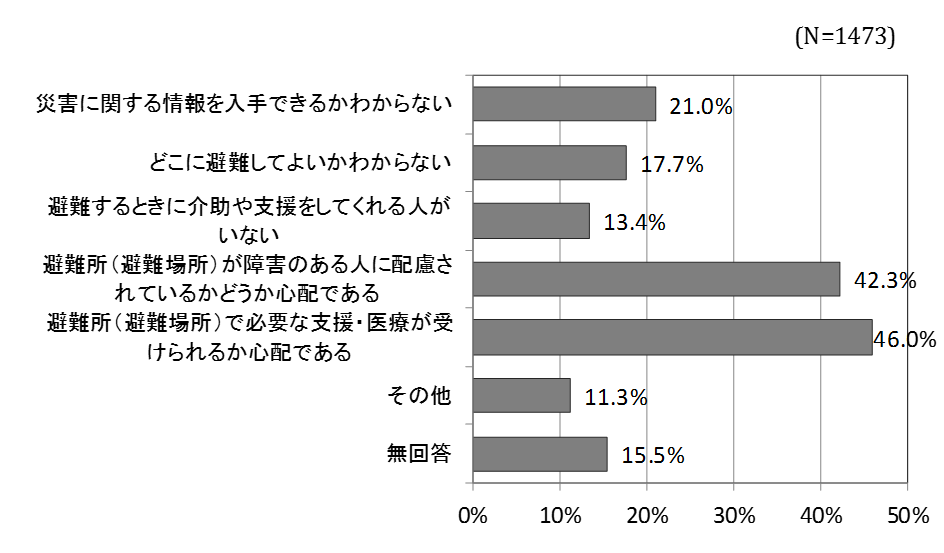 (N=1473)
災害に関する情報を入手できるかわからない
21.0%
どこに避難してよいかわからない
17.7%
避難するときに介助や支援をしてくれる人が
いない
13.4%
避難所（避難場所）が障害のある人に配慮さ
れているかどうか心配である
42.3%
避難所（避難場所）で必要な支援・医療が受
けられるか心配である
46.0%
その他
11.3%
無回答
15.5%
0% 10% 20% 30% 40% 50%